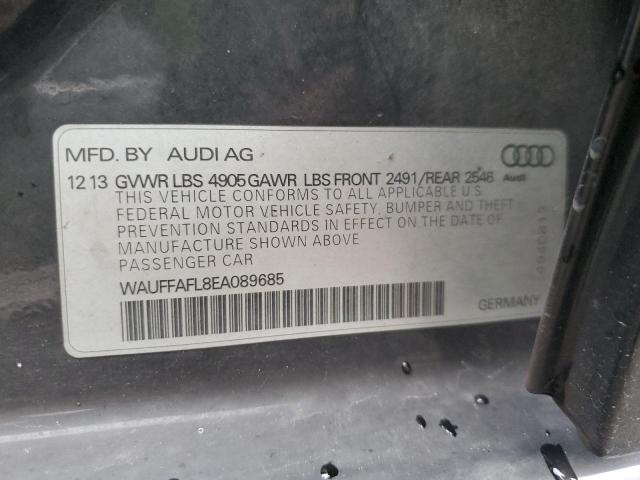 MFD. BY AUDI AG
12 13 GVWR LBS 4905 GAWR LBS FRONT 2491/REAR 2546
Audi
THIS VEHICLE CONFORMS TO ALL APPLICABLE U.S.
FEDERAL MOTOR VEHICLE SAFETY, BUMPER AND THEFT
PREVENTION STANDARDS IN EFFECT ON THE DATE OF
MANUFACTURE SHOWN ABOVE
PASSENGER CAR
WAUFFAFL8EA089685
GERMANY